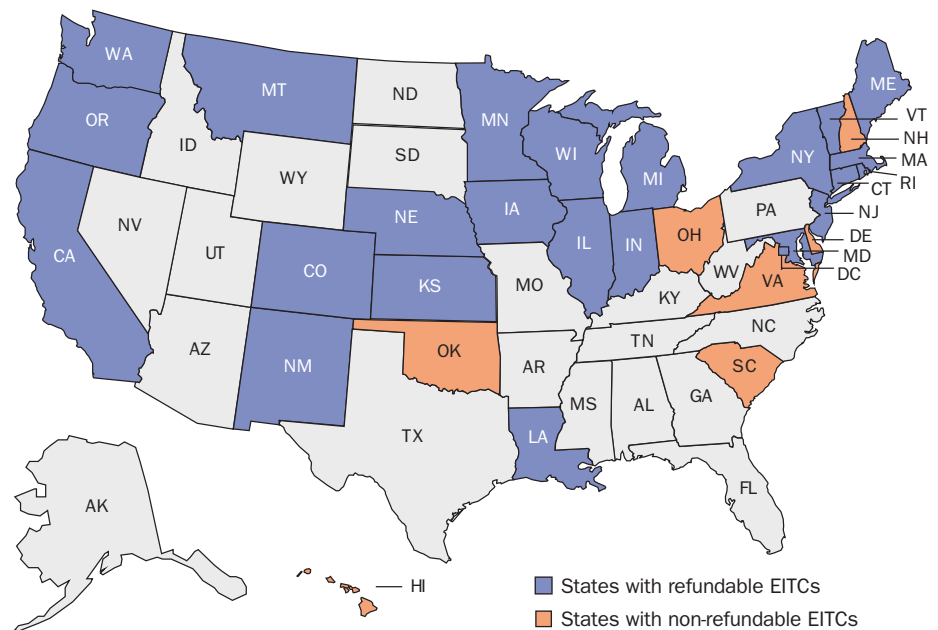 WA
ME
MT
ND
VT
OR
MN
NH
ID
SD
WI
NY
MA
WY
MI
RI
CT
IA
PA
NJ
NE
NV
OH
DE
UT
IL
IN
MD
CA
CO
WV
DC
KS
MO
VA
KY
NC
TN
AZ
OK
NM
AR
SC
MS
AL
GA
TX
LA
FL
AK
HI
States with refundable EITCs
States with non-refundable EITCs